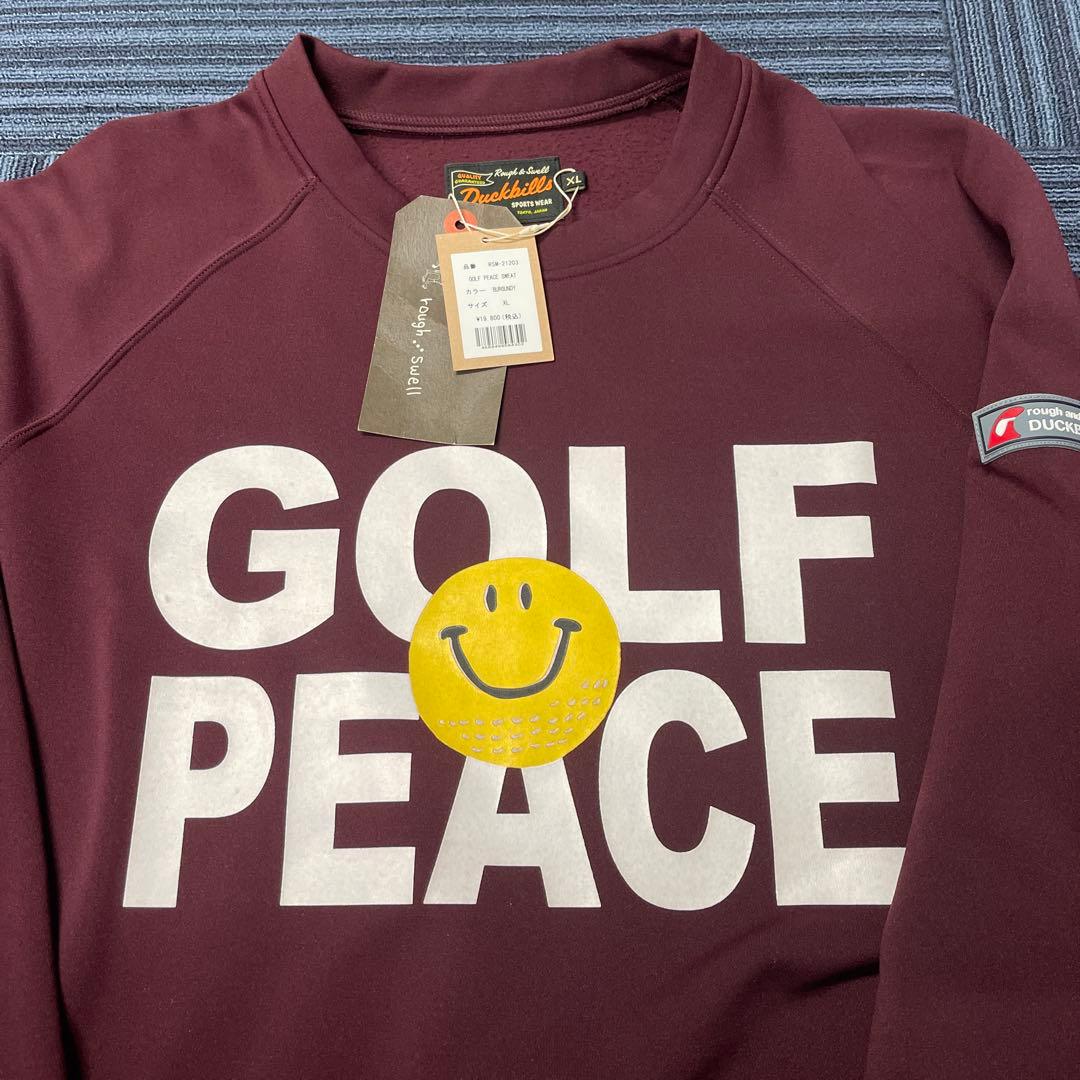 QUALITY
GUARANTEED
Rough & Swell
Duckbills
SPORTS WEAR
TOKYO, JAPAN
XL
rough & swell
品番 RSM-21203
GOLF PEACE SWEAT
カラー BURGUNDY
サイズ XL
¥19,800(税込)
rough and
DUCKB
GOLF
PEACE